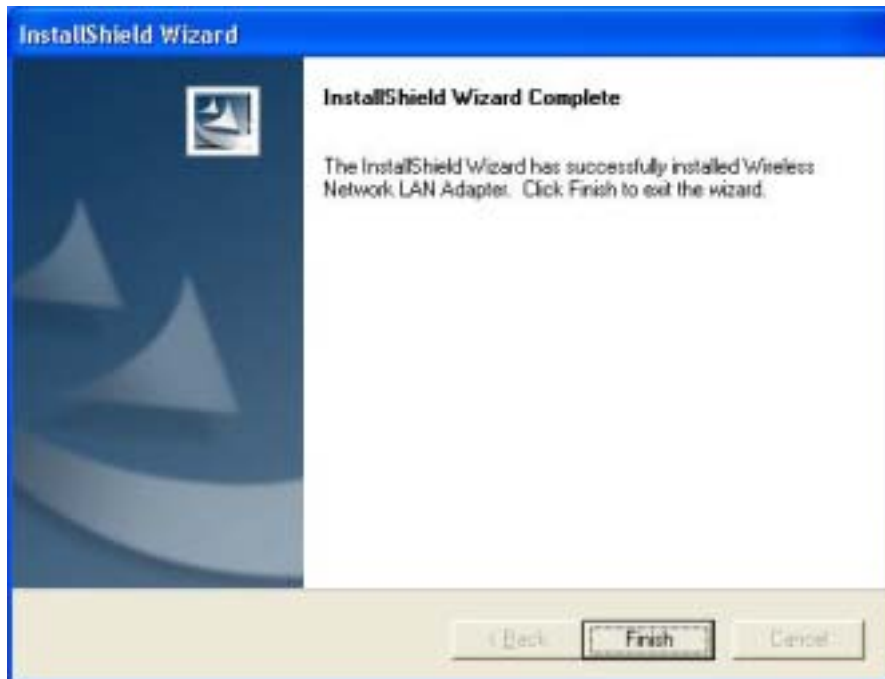 InstallShield Wizard
InstallShield Wizard Complete
The InstallShield Wizard has successfully installed Wireless
Network LAN Adapter. Click Finish to exit the wizard.
< Back
Finish
Cancel